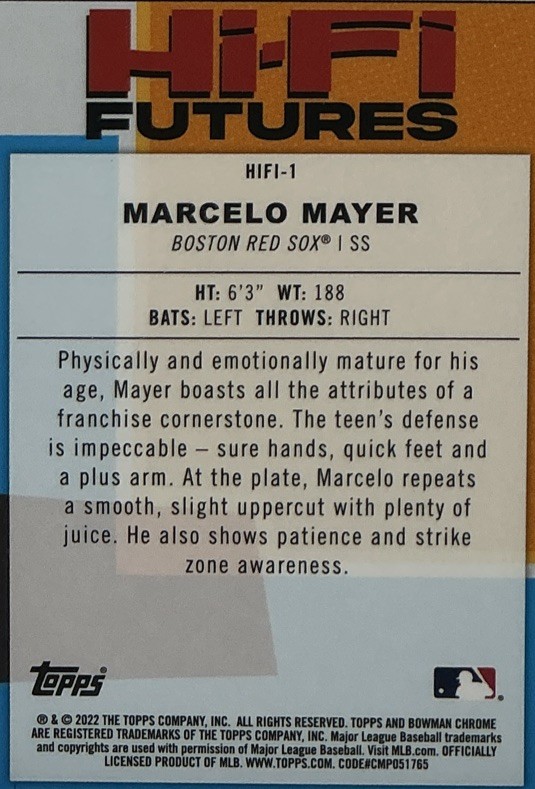 Hi-Fi
FUTURES
HIFI-1
MARCELO MAYER
BOSTON RED SOX® | SS
HT: 6'3" WT: 188
BATS: LEFT THROWS: RIGHT
Physically and emotionally mature for his
age, Mayer boasts all the attributes of a
franchise cornerstone. The teen's defense
is impeccable – sure hands, quick feet and
a plus arm. At the plate, Marcelo repeats
a smooth, slight uppercut with plenty of
juice. He also shows patience and strike
zone awareness.
Topps®
® & © 2022 THE TOPPS COMPANY, INC. ALL RIGHTS RESERVED. TOPPS AND BOWMAN CHROME
ARE REGISTERED TRADEMARKS OF THE TOPPS COMPANY, INC. Major League Baseball trademarks
and copyrights are used with permission of Major League Baseball. Visit MLB.com. OFFICIALLY
LICENSED PRODUCT OF MLB. WWW.TOPPS.COM. CODE#CMP051765